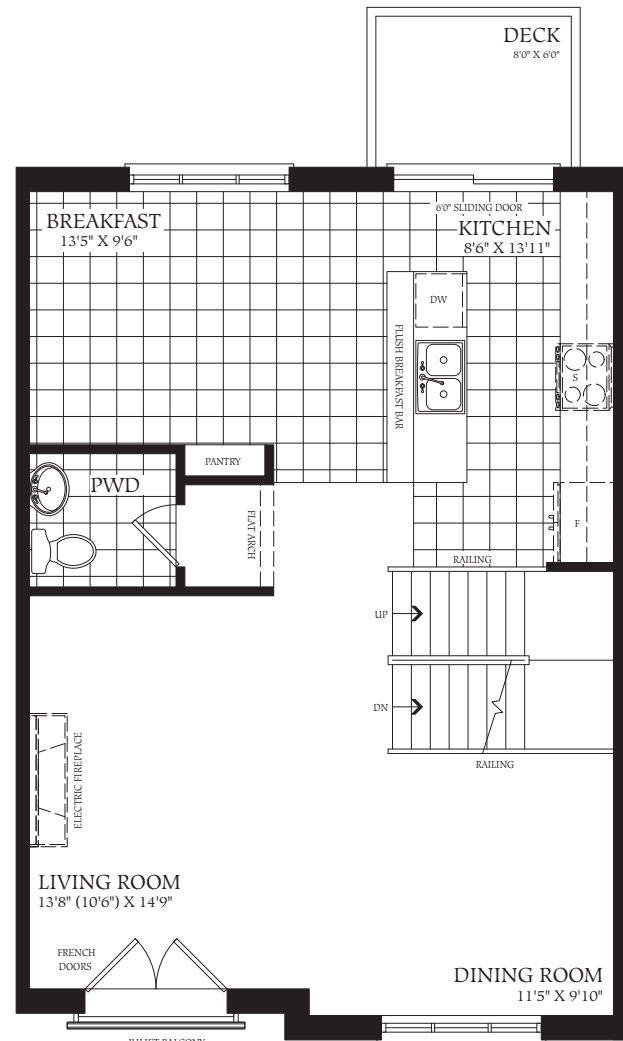 DECK
8'0" X 6'0"
6'0" SLIDING DOOR
BREAKFAST
13'5" X 9'6"
KITCHEN
8'6" X 13'11"
DW
FLUSH BREAKFAST BAR
S
PANTRY
PWD
FLAT ARCH
F
RAILING
UP
DN
RAILING
ELECTRIC FIREPLACE
LIVING ROOM
13'8" (10'6") X 14'9"
FRENCH
DOORS
DINING ROOM
11'5" X 9'10"
JULIET BALCONY